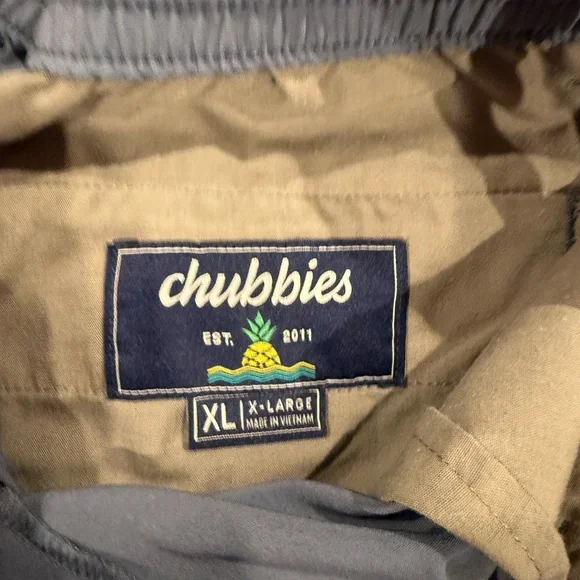 chubbies
EST. 2011
XL X-LARGE
MADE IN VIETNAM